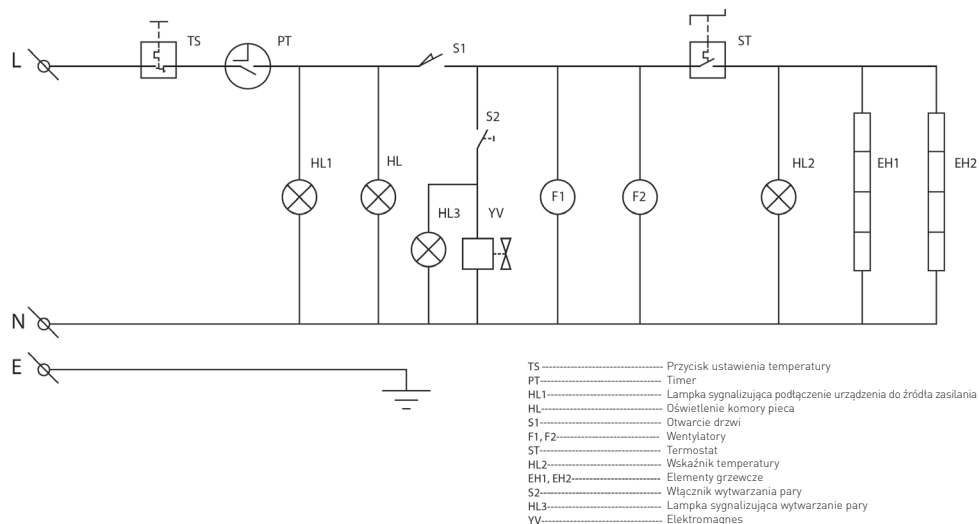 TS
PT
S1
ST
L
S2
HL1
HL
HL2
EH1
EH2
F1
F2
HL3
YV
N
E
TS Przycisk ustawienia temperatury
PT Timer
HL1 Lampka sygnalizująca podłączenie urządzenia do źródła zasilania
HL Oświetlenie komory pieca
S1 Otwarcie drzwi
F1, F2 Wentylatory
ST Termostat
HL2 Wskaźnik temperatury
EH1, EH2 Elementy grzewcze
S2 Włącznik wytwarzania pary
HL3 Lampka sygnalizująca wytwarzanie pary
YV Elektromagnes